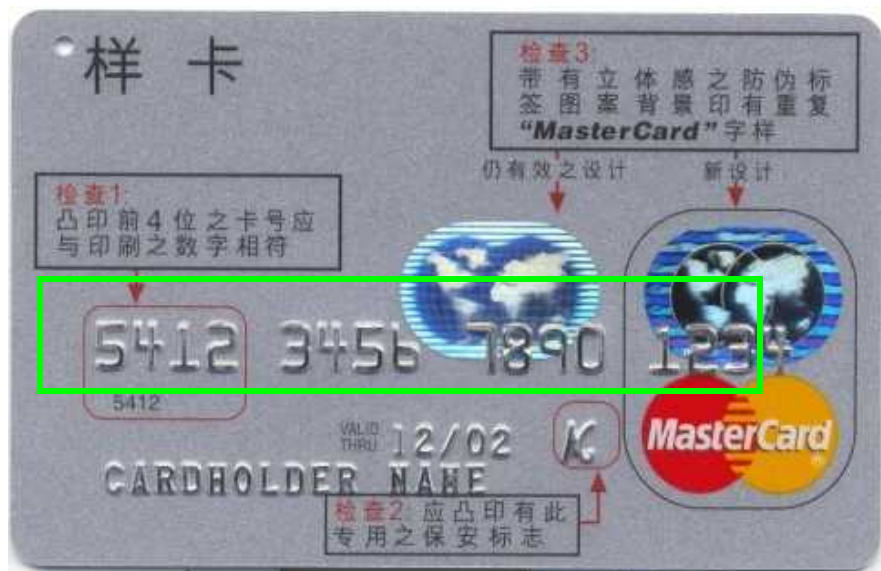 样 卡
检查3:
带有立体感之防伪标
签图案背景印有重复
“MasterCard”字样
仍有效之设计
新设计
检查1:
凸印前4位之卡号应
与印刷之数字相符
5412 3456 7890 1234
5412
VALID
THRU 12/02
MasterCard
CARDHOLDER NAME
检查2: 应凸印有此
专用之保安标志